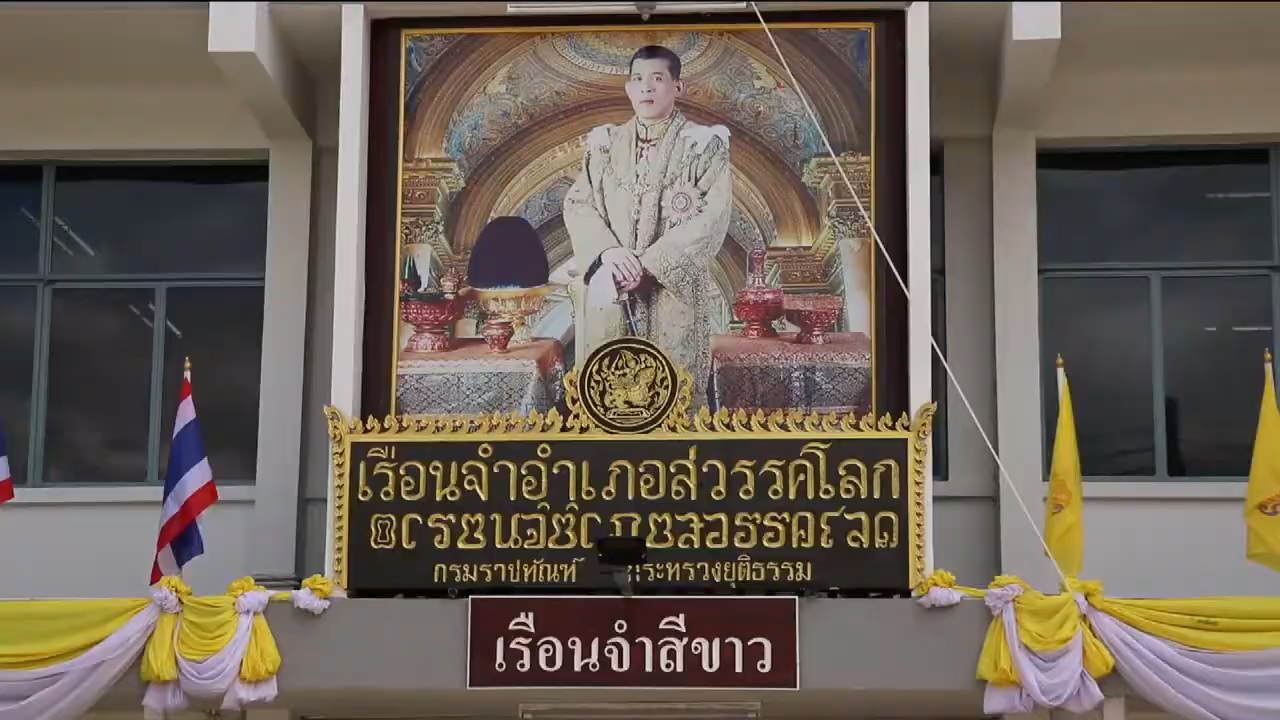 เรือนจำอำเภอสวรรคโลก
กรมราชทัณฑ์ กระทรวงยุติธรรม
เรือนจำสีขาว